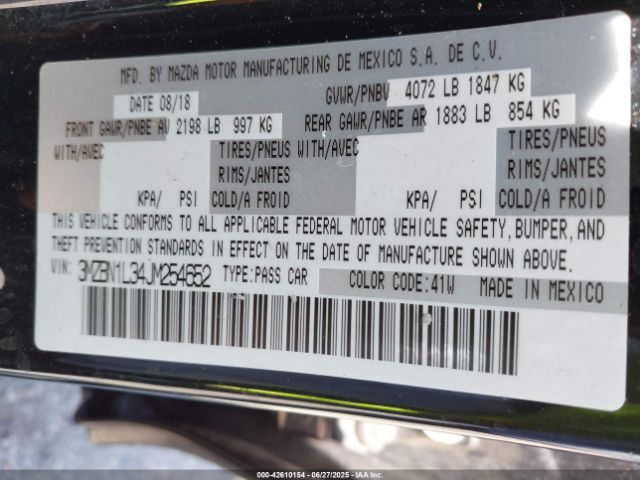 MFD. BY MAZDA MOTOR MANUFACTURING DE MEXICO S.A. DE C.V.
DATE 08/18 GVWR/PNBV 4072 LB 1847 KG
FRONT GAWR/PNBE AV 2198 LB 997 KG REAR GAWR/PNBE AR 1883 LB 854 KG
WITH/AVEC TIRES/PNEUS WITH/AVEC TIRES/PNEUS
RIMS/JANTES RIMS/JANTES
KPA/ PSI COLD/A FROID KPA/ PSI COLD/A FROID
THIS VEHICLE CONFORMS TO ALL APPLICABLE FEDERAL MOTOR VEHICLE SAFETY, BUMPER, AND
THEFT PREVENTION STANDARDS IN EFFECT ON THE DATE OF MANUFACTURE SHOWN ABOVE.
VIN: 3MZBN1L34JM254652 TYPE:PASS CAR COLOR CODE:41W MADE IN MEXICO
000-42610154 - 06/27/2025 - IAAI, Inc.